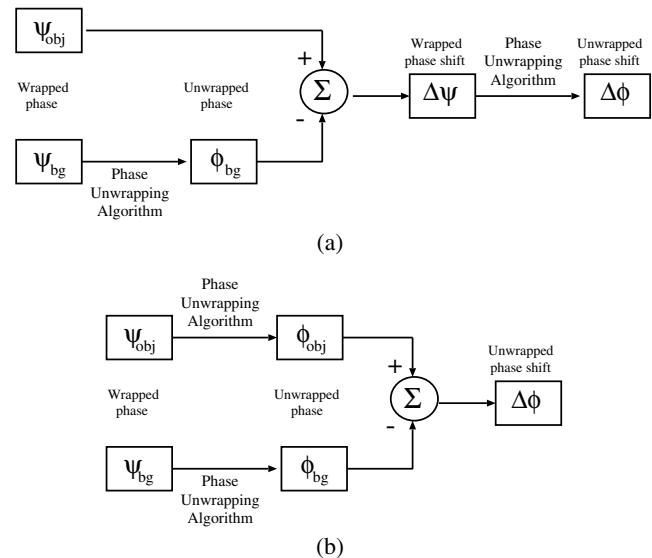 ψobj
Wrapped
phase
Unwrapped
phase
+
Σ
-
Wrapped
phase shift
Δψ
Phase
Unwrapping
Algorithm
Unwrapped
phase shift
Δϕ
ψbg
Phase
Unwrapping
Algorithm
ϕbg
(a)
Phase
Unwrapping
Algorithm
ψobj
ϕobj
Wrapped
phase
Unwrapped
phase
+
Σ
-
Unwrapped
phase shift
Δϕ
ψbg
Phase
Unwrapping
Algorithm
ϕbg
(b)